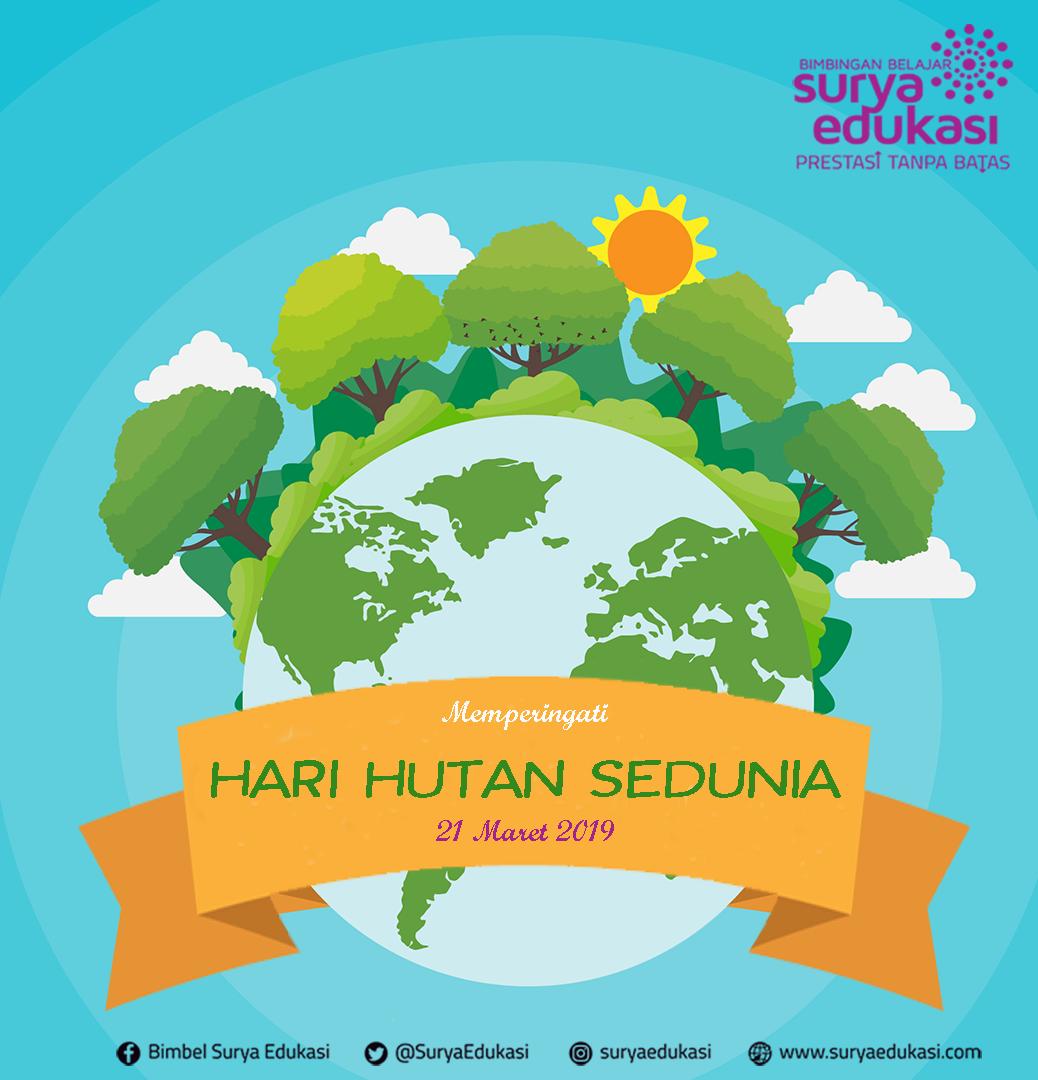 BIMBINGAN BELAJAR
surya
edukasi
PRESTASI TANPA BATAS
Memperingati
HARI HUTAN SEDUNIA
21 Maret 2019
Bimbel Surya Edukasi @SuryaEdukasi suryaedukasi www.suryaedukasi.com